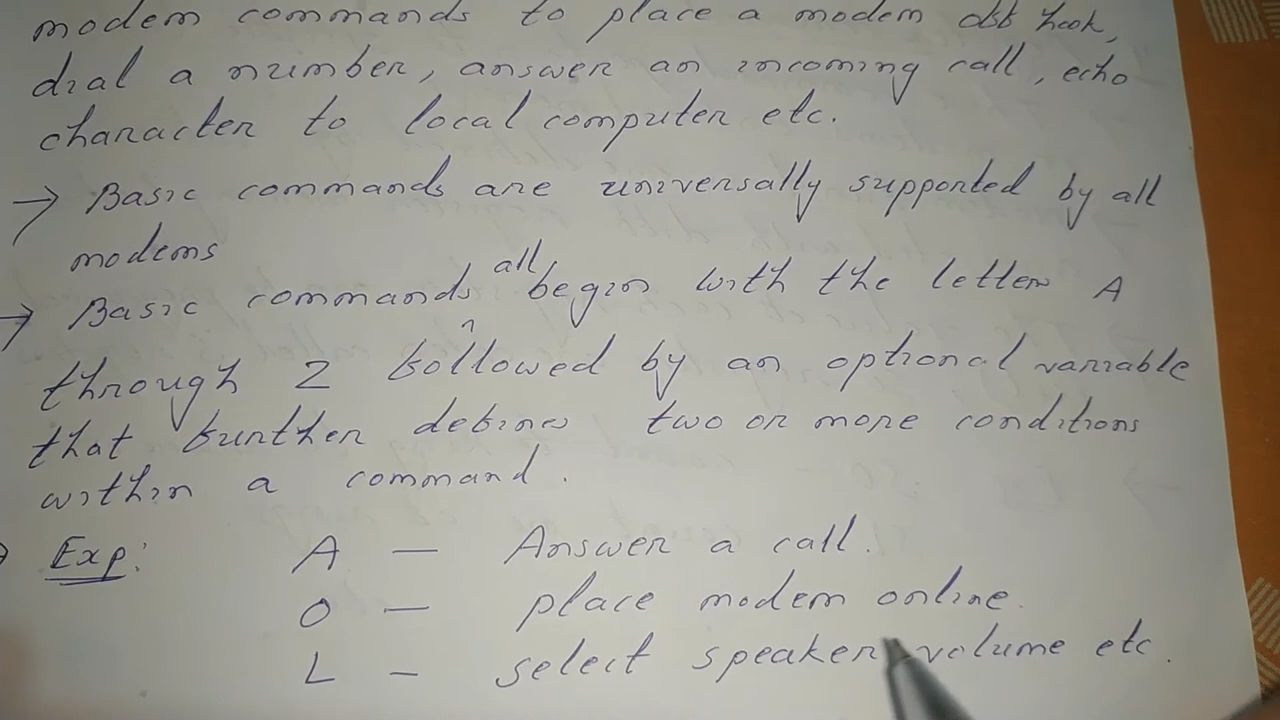 modem commands to place a modem off hook,
dial a number, answer an incoming call, echo
character to local computer etc.
→ Basic commands are universally supported by all
modems
→ Basic commands all begin with the letter A
through Z followed by an optional variable
that further defines two or more conditions
within a command.
Exp: A — Answer a call.
O — place modem online.
L — select speaker volume etc.